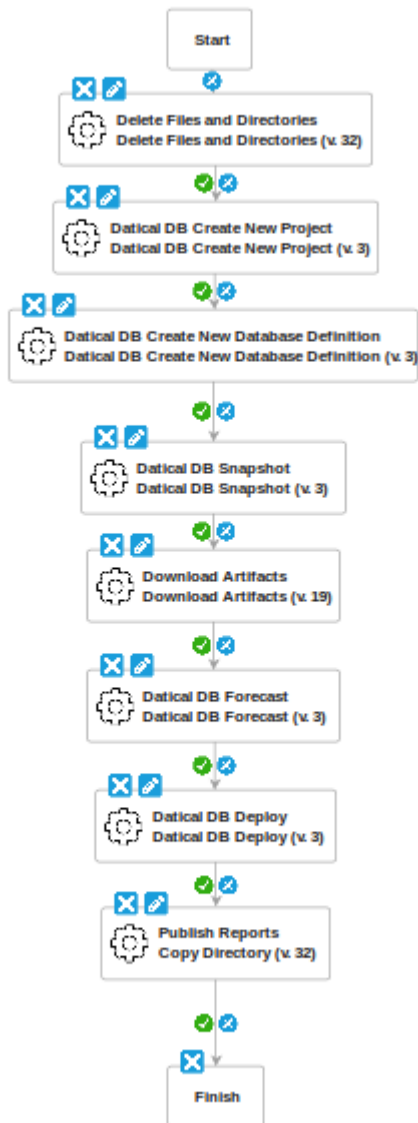 Start
Delete Files and Directories
Delete Files and Directories (v. 32)
Datical DB Create New Project
Datical DB Create New Project (v. 3)
Datical DB Create New Database Definition
Datical DB Create New Database Definition (v. 3)
Datical DB Snapshot
Datical DB Snapshot (v. 3)
Download Artifacts
Download Artifacts (v. 19)
Datical DB Forecast
Datical DB Forecast (v. 3)
Datical DB Deploy
Datical DB Deploy (v. 3)
Publish Reports
Copy Directory (v. 32)
Finish